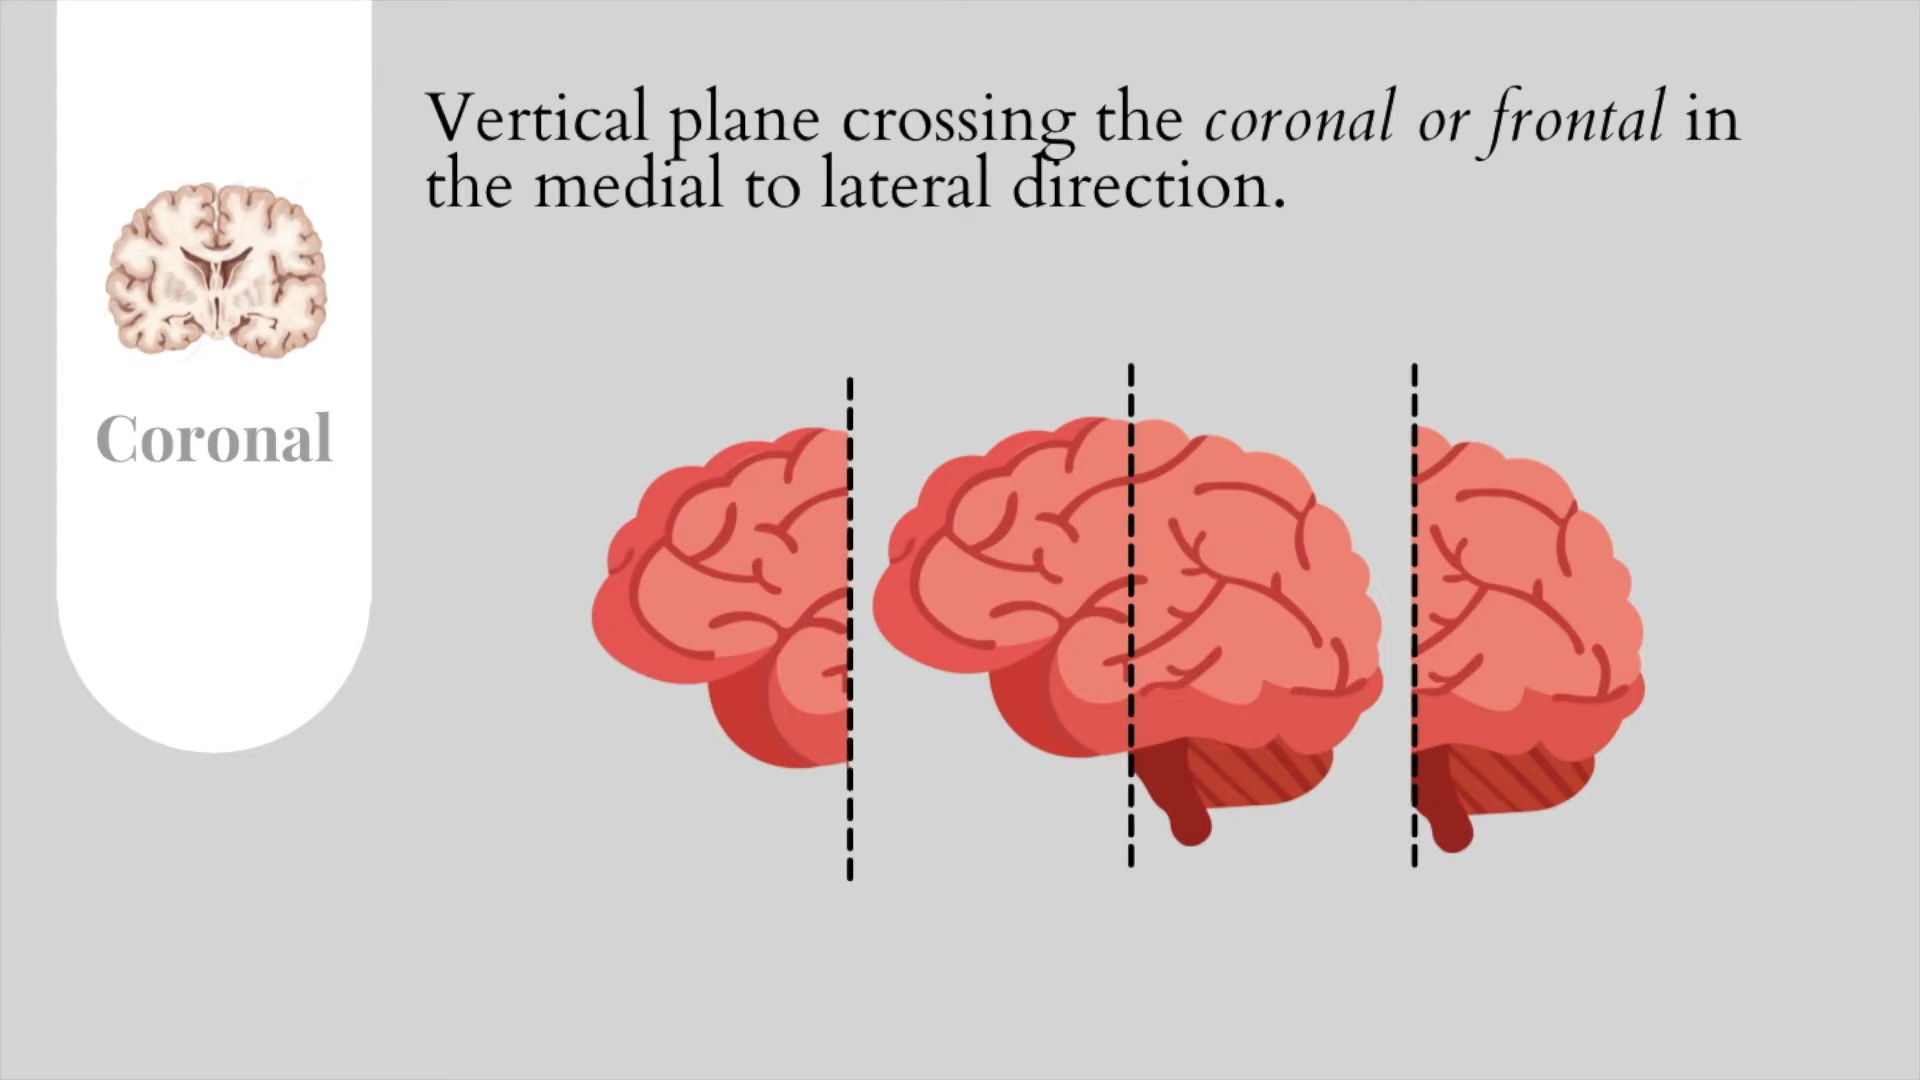 Vertical plane crossing the coronal or frontal in
the medial to lateral direction.
Coronal